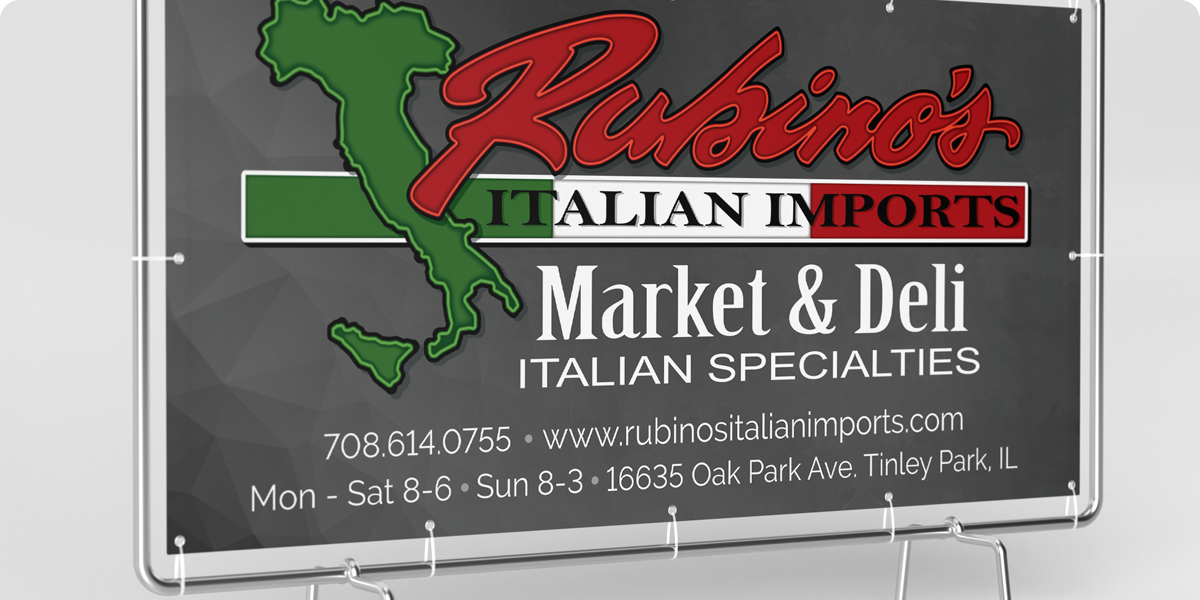 Rubino's
ITALIAN IMPORTS
Market & Deli
ITALIAN SPECIALTIES
708.614.0755 • www.rubinositalianimports.com
Mon - Sat 8-6 • Sun 8-3 • 16635 Oak Park Ave. Tinley Park, IL